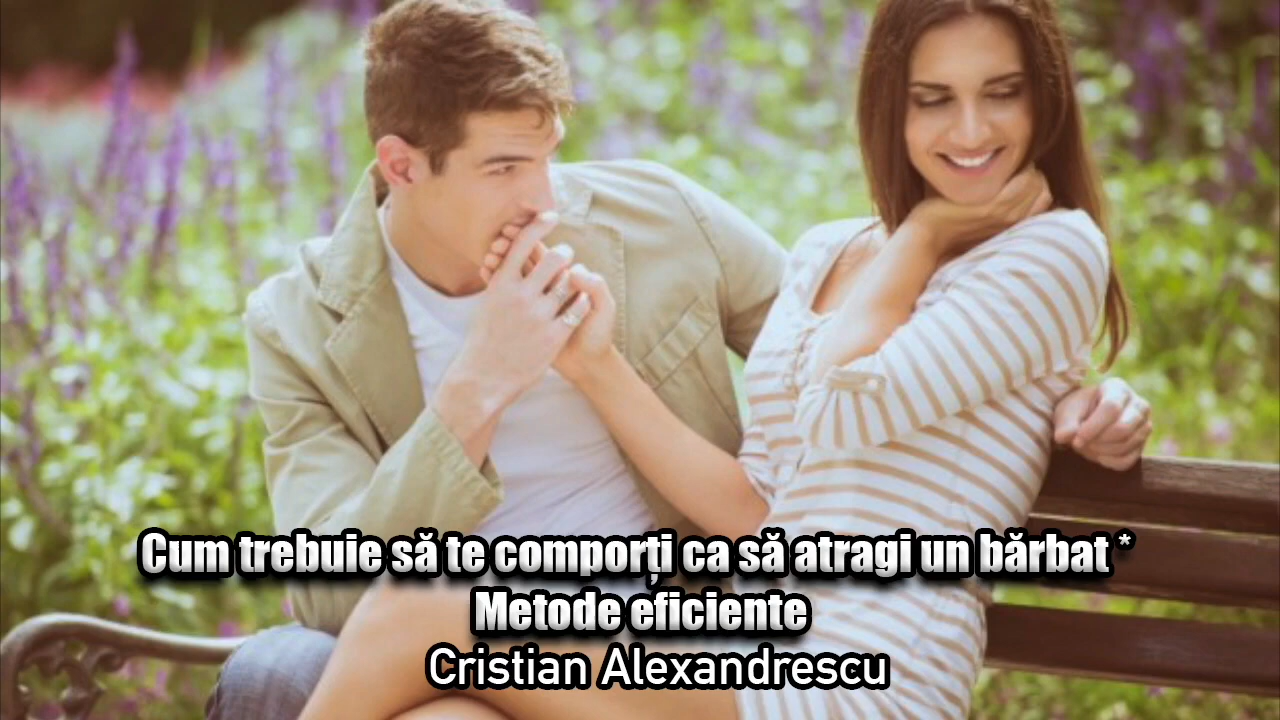 Cum trebuie să te comporți ca să atragi un bărbat *
Metode eficiente
Cristian Alexandrescu